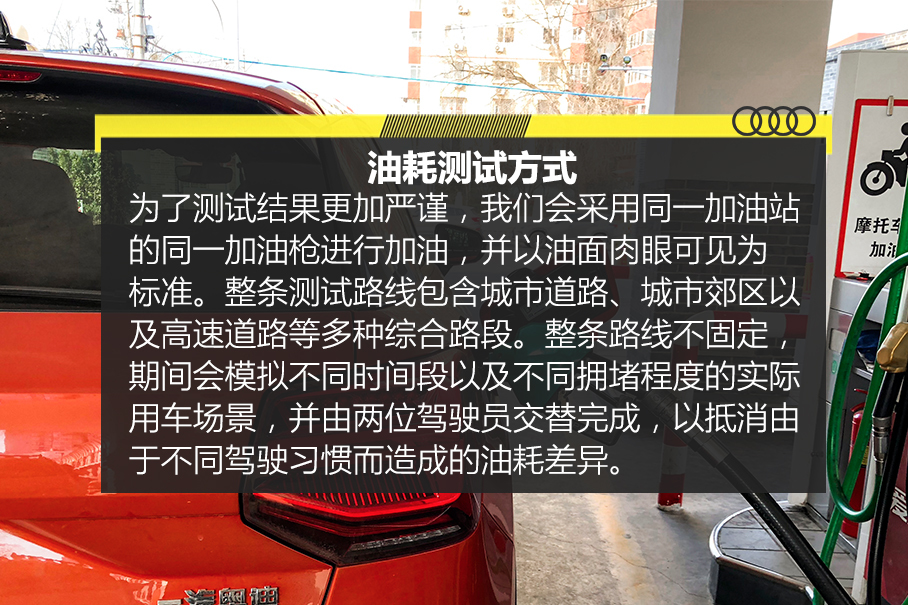 油耗测试方式
为了测试结果更加严谨，我们会采用同一加油站
的同一加油枪进行加油，并以油面肉眼可见为
标准。整条测试路线包含城市道路、城市郊区以
及高速道路等多种综合路段。整条路线不固定，
期间会模拟不同时间段以及不同拥堵程度的实际
用车场景，并由两位驾驶员交替完成，以抵消由
于不同驾驶习惯而造成的油耗差异。
摩托车
加油